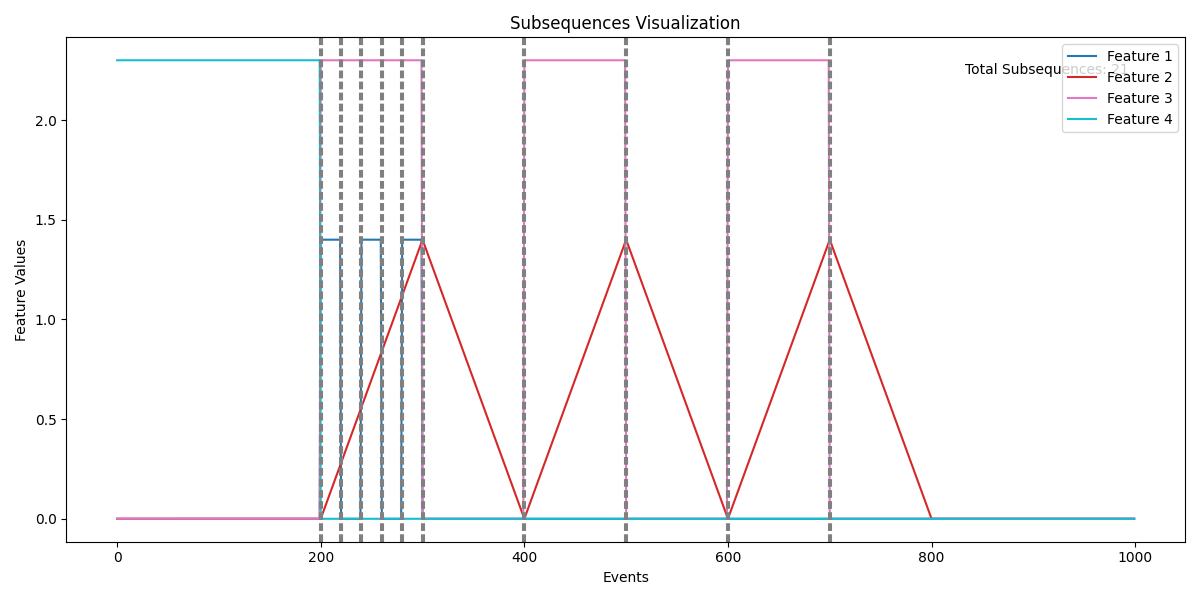 Subsequences Visualization
Total Subsequences: 21
Feature 1
Feature 2
Feature 3
Feature 4
Feature Values
2.0
1.5
1.0
0.5
0.0
0 200 400 600 800 1000
Events